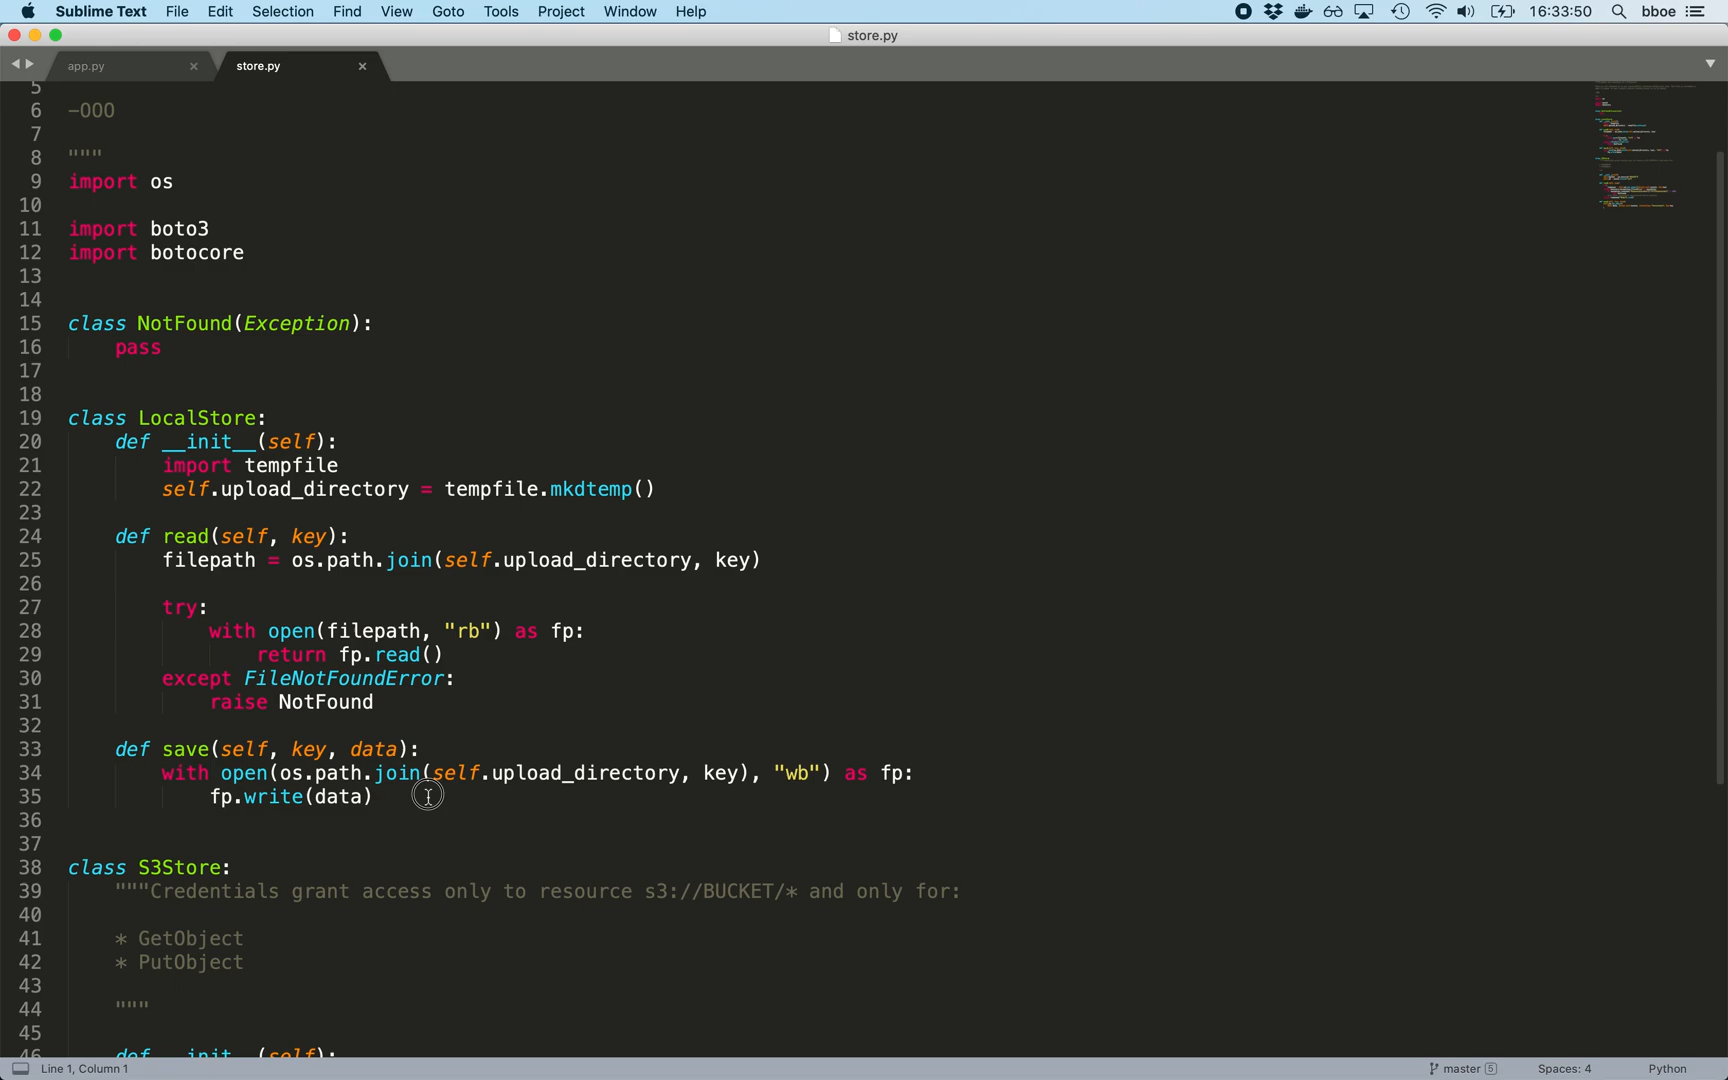 Sublime Text File Edit Selection Find View Goto Tools Project Window Help 16:33:50 bboe
store.py
app.py × store.py ×
5
6 -OOO
7
8 """
9 import os
10
11 import boto3
12 import botocore
13
14
15 class NotFound(Exception):
16 pass
17
18
19 class LocalStore:
20 def __init__(self):
21 import tempfile
22 self.upload_directory = tempfile.mkdtemp()
23
24 def read(self, key):
25 filepath = os.path.join(self.upload_directory, key)
26
27 try:
28 with open(filepath, "rb") as fp:
29 return fp.read()
30 except FileNotFoundError:
31 raise NotFound
32
33 def save(self, key, data):
34 with open(os.path.join(self.upload_directory, key), "wb") as fp:
35 fp.write(data)
36
37
38 class S3Store:
39 """Credentials grant access only to resource s3://BUCKET/* and only for:
40
41 * GetObject
42 * PutObject
43
44 """
45
46 def __init__(self):
Line 1, Column 1 master 5 Spaces: 4 Python